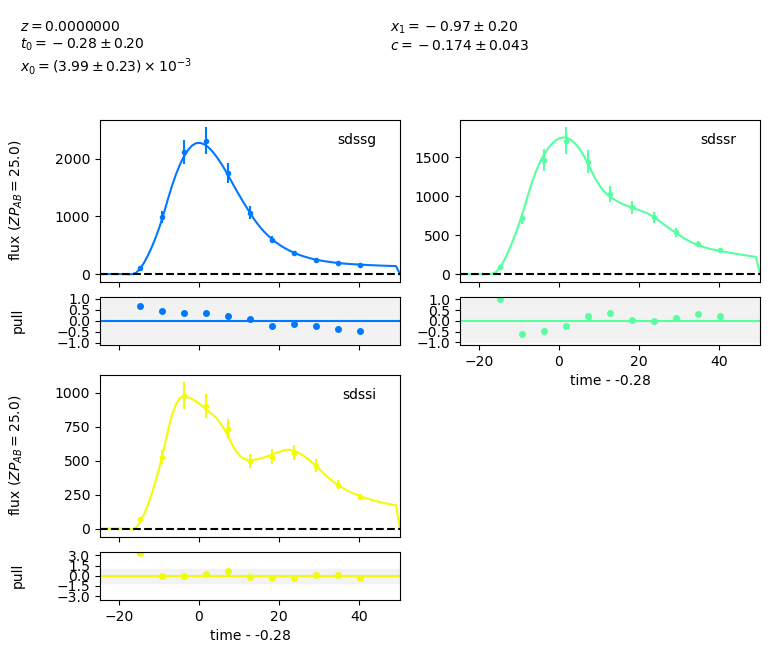 z = 0.0000000
t₀ = −0.28 ± 0.20
x₀ = (3.99 ± 0.23) × 10⁻³
x₁ = −0.97 ± 0.20
c = −0.174 ± 0.043
flux (ZP_AB = 25.0)
2000
1000
0
sdssg
1500
1000
500
0
sdssr
pull
1.0
0.5
0.0
−0.5
−1.0
1.0
0.5
0.0
−0.5
−1.0
−20 0 20 40
time - -0.28
flux (ZP_AB = 25.0)
1000
750
500
250
0
sdssi
pull
3.0
1.5
0.0
−1.5
−3.0
−20 0 20 40
time - -0.28